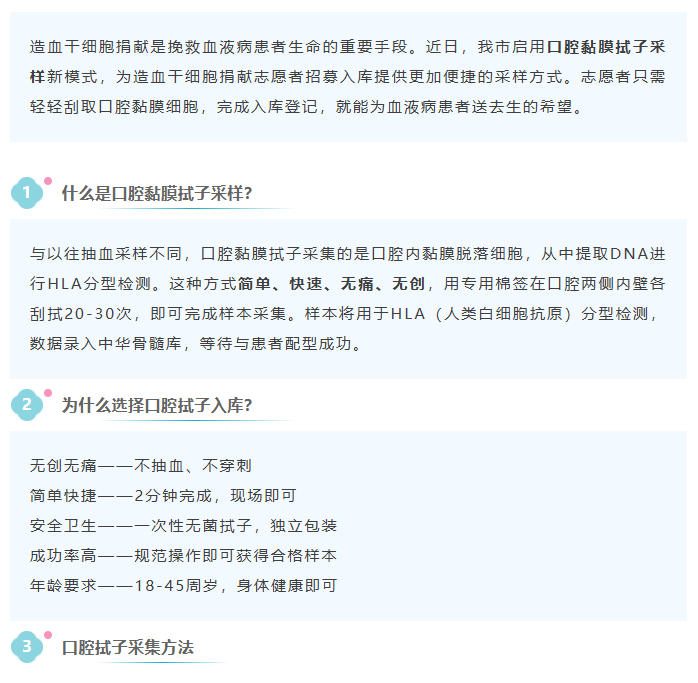 造血干细胞捐献是挽救血液病患者生命的重要手段。近日，我市启用口腔黏膜拭子采
样新模式，为造血干细胞捐献志愿者招募入库提供更加便捷的采样方式。志愿者只需
轻轻刮取口腔黏膜细胞，完成入库登记，就能为血液病患者送去生的希望。
1 什么是口腔黏膜拭子采样?
与以往抽血采样不同，口腔黏膜拭子采集的是口腔内黏膜脱落细胞，从中提取DNA进
行HLA分型检测。这种方式简单、快速、无痛、无创，用专用棉签在口腔两侧内壁各
刮拭20-30次，即可完成样本采集。样本将用于HLA（人类白细胞抗原）分型检测，
数据录入中华骨髓库，等待与患者配型成功。
2 为什么选择口腔拭子入库?
无创无痛——不抽血、不穿刺
简单快捷——2分钟完成，现场即可
安全卫生——一次性无菌拭子，独立包装
成功率高——规范操作即可获得合格样本
年龄要求——18-45周岁，身体健康即可
3 口腔拭子采集方法